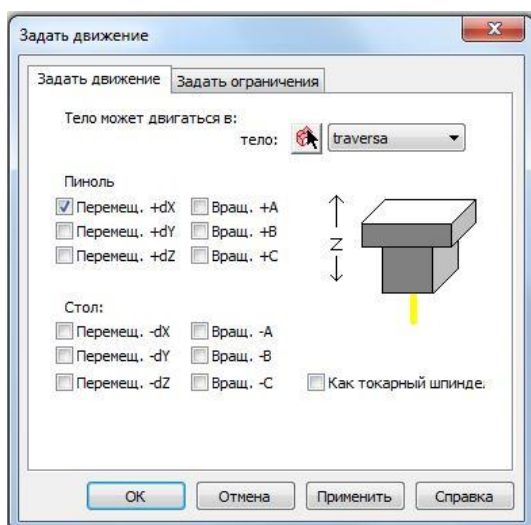 Задать движение
Задать движение Задать ограничения
Тело может двигаться в:
тело: traversa
Пиноль
Перемещ. +dX Вращ. +A
Перемещ. +dY Вращ. +B
Перемещ. +dZ Вращ. +C
Z
Стол:
Перемещ. -dX Вращ. -A
Перемещ. -dY Вращ. -B
Перемещ. -dZ Вращ. -C Как токарный шпинде.
ОК Отмена Применить Справка